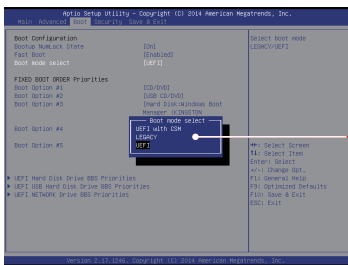 Aptio Setup Utility - Copyright (C) 2014 American Megatrends, Inc.
Main Advanced Boot Security Save & Exit
Boot Configuration
Bootup NumLock State [On]
Fast Boot [Enabled]
Boot mode select [UEFI]
FIXED BOOT ORDER Priorities
Boot Option #1 [CD/DVD]
Boot Option #2 [USB CD/DVD]
Boot Option #3 [Hard Disk:Windows Boot
Manager (KINGSTON
Boot Option #4
Boot Option #5
Boot mode select
UEFI with CSM
LEGACY
UEFI
UEFI Hard Disk Drive BBS Priorities
UEFI USB Hard Disk Drive BBS Priorities
UEFI NETWORK Drive BBS Priorities
Select boot mode
LEGACY/UEFI
↔: Select Screen
↑↓: Select Item
Enter: Select
+/-: Change Opt.
F1: General Help
F9: Optimized Defaults
F10: Save & Exit
ESC: Exit
Version 2.17.1246. Copyright (C) 2014 American Megatrends, Inc.